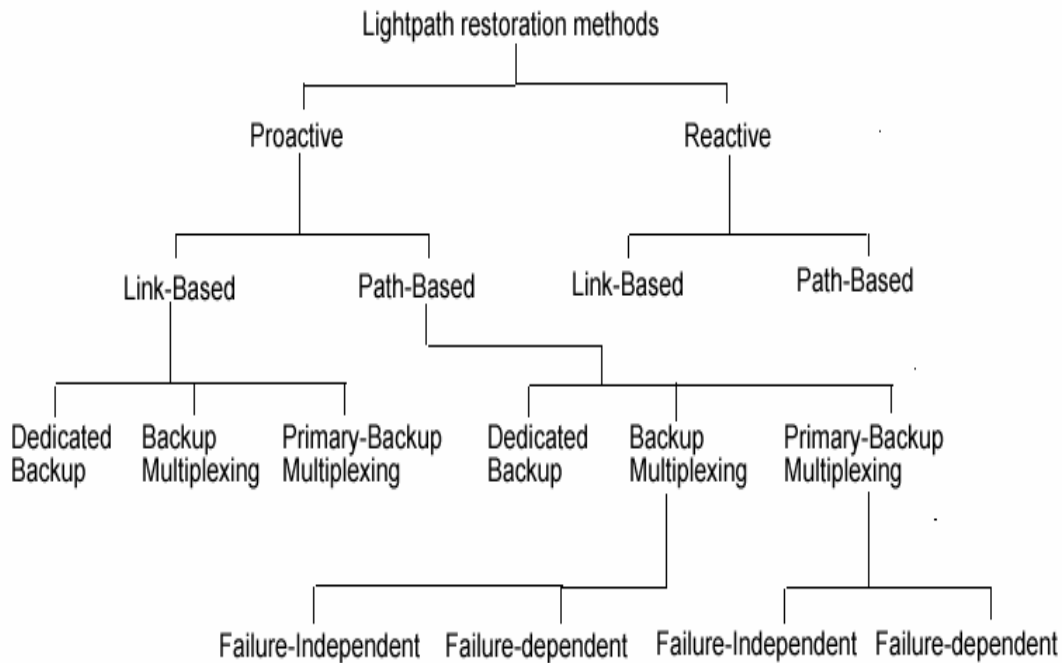 Lightpath restoration methods
Proactive
Reactive
Link-Based
Path-Based
Link-Based
Path-Based
Dedicated
Backup
Backup
Multiplexing
Primary-Backup
Multiplexing
Dedicated
Backup
Backup
Multiplexing
Primary-Backup
Multiplexing
Failure-Independent
Failure-dependent
Failure-Independent
Failure-dependent